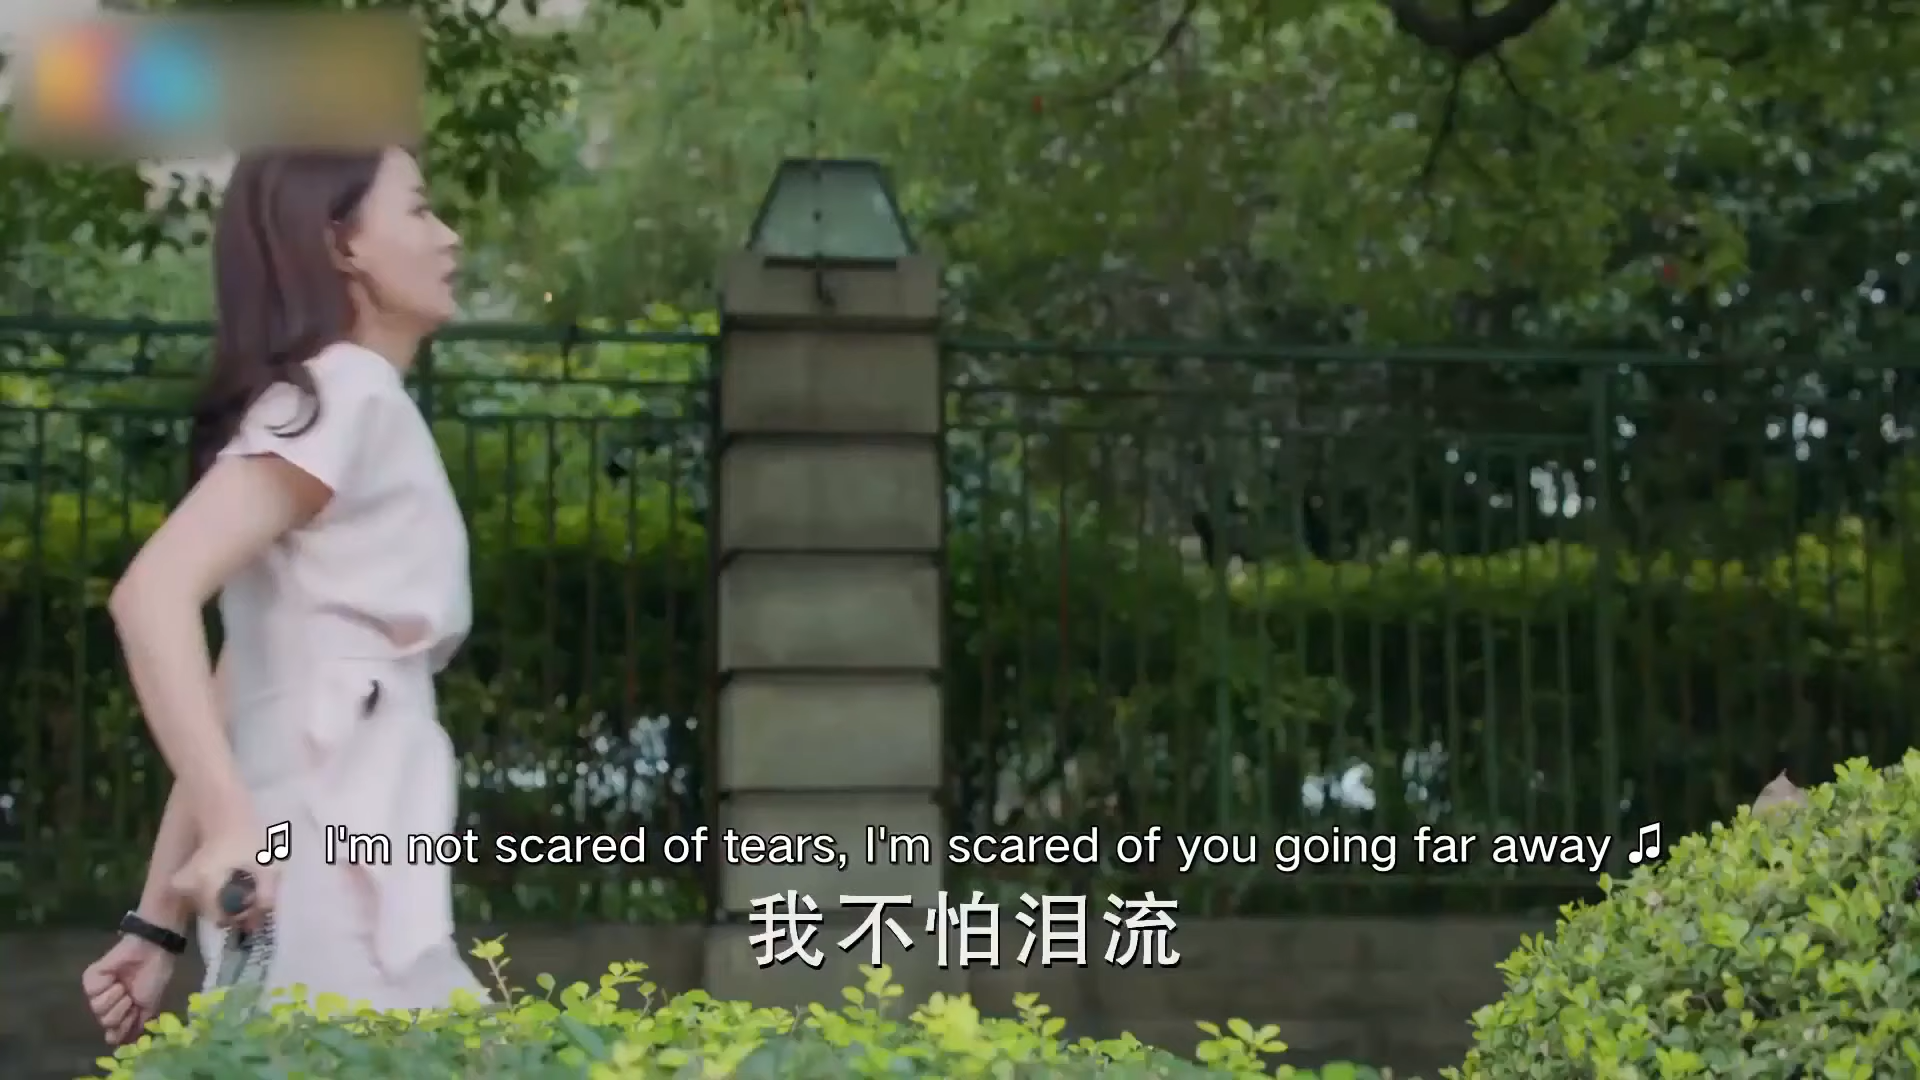 ♫ I'm not scared of tears, I'm scared of you going far away ♫
我不怕泪流